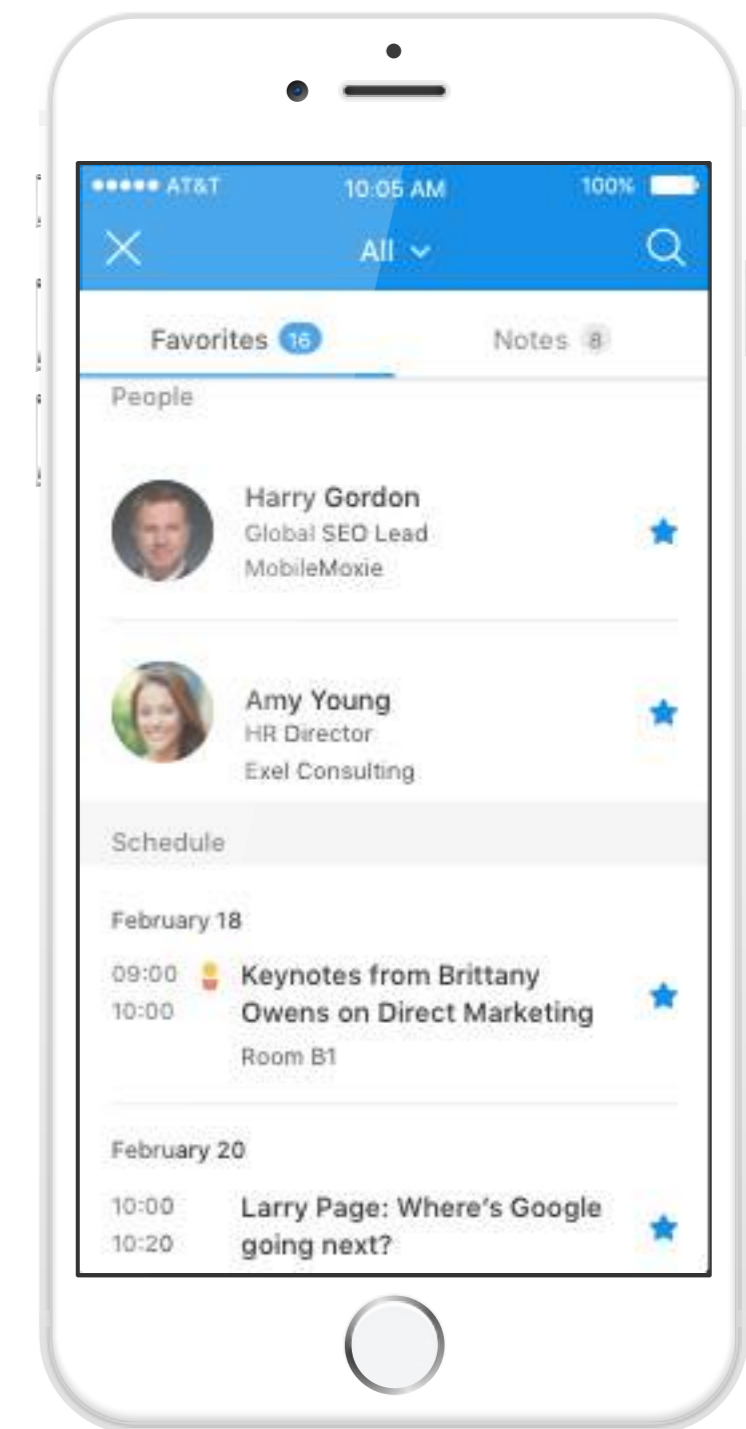 AT&T 10:05 AM 100%
All
Favorites 16 Notes 8
People
Harry Gordon
Global SEO Lead
MobileMoxie
Amy Young
HR Director
Exel Consulting
Schedule
February 18
09:00 Keynotes from Brittany
10:00 Owens on Direct Marketing
Room B1
February 20
10:00 Larry Page: Where's Google
10:20 going next?